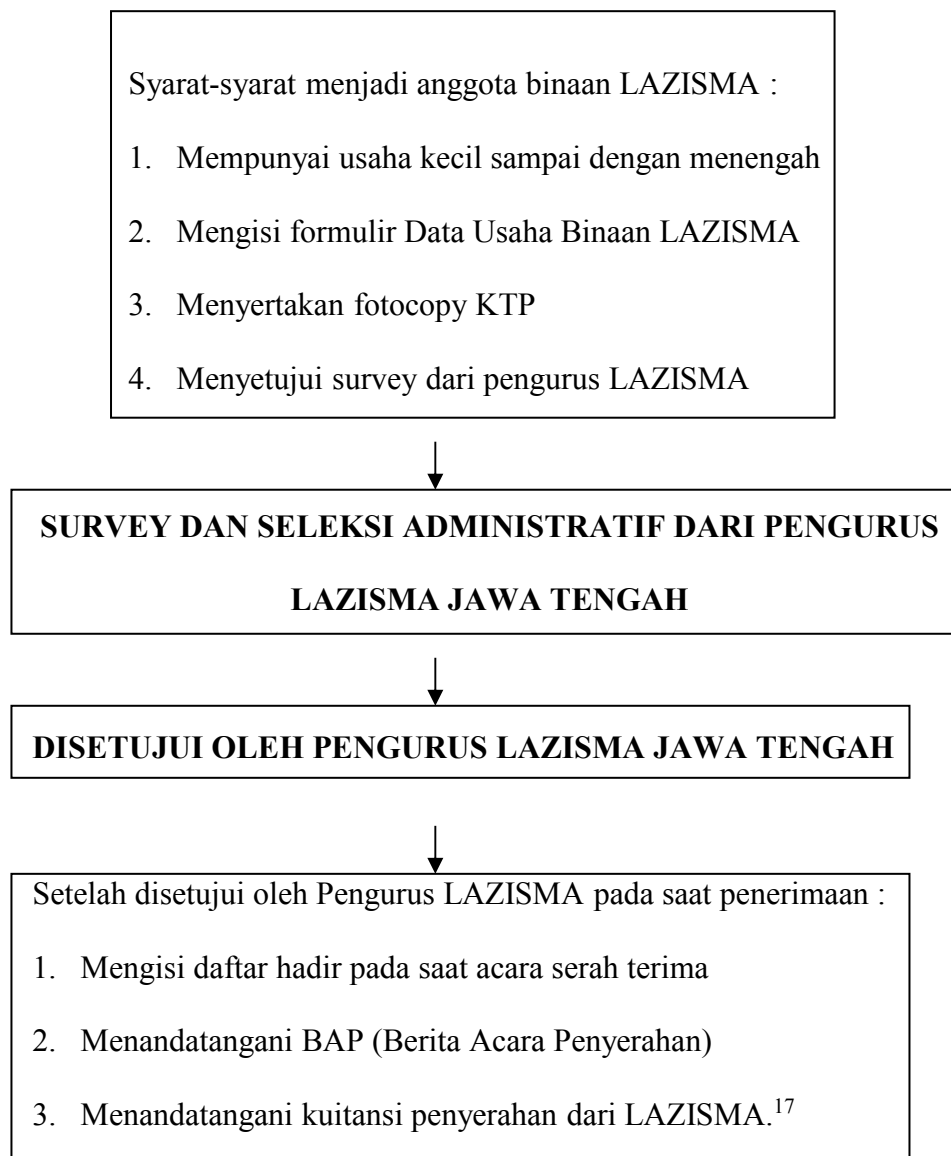 Syarat-syarat menjadi anggota binaan LAZISMA :
1. Mempunyai usaha kecil sampai dengan menengah
2. Mengisi formulir Data Usaha Binaan LAZISMA
3. Menyertakan fotocopy KTP
4. Menyetujui survey dari pengurus LAZISMA
SURVEY DAN SELEKSI ADMINISTRATIF DARI PENGURUS
LAZISMA JAWA TENGAH
DISETUJUI OLEH PENGURUS LAZISMA JAWA TENGAH
Setelah disetujui oleh Pengurus LAZISMA pada saat penerimaan :
1. Mengisi daftar hadir pada saat acara serah terima
2. Menandatangani BAP (Berita Acara Penyerahan)
3. Menandatangani kuitansi penyerahan dari LAZISMA.17